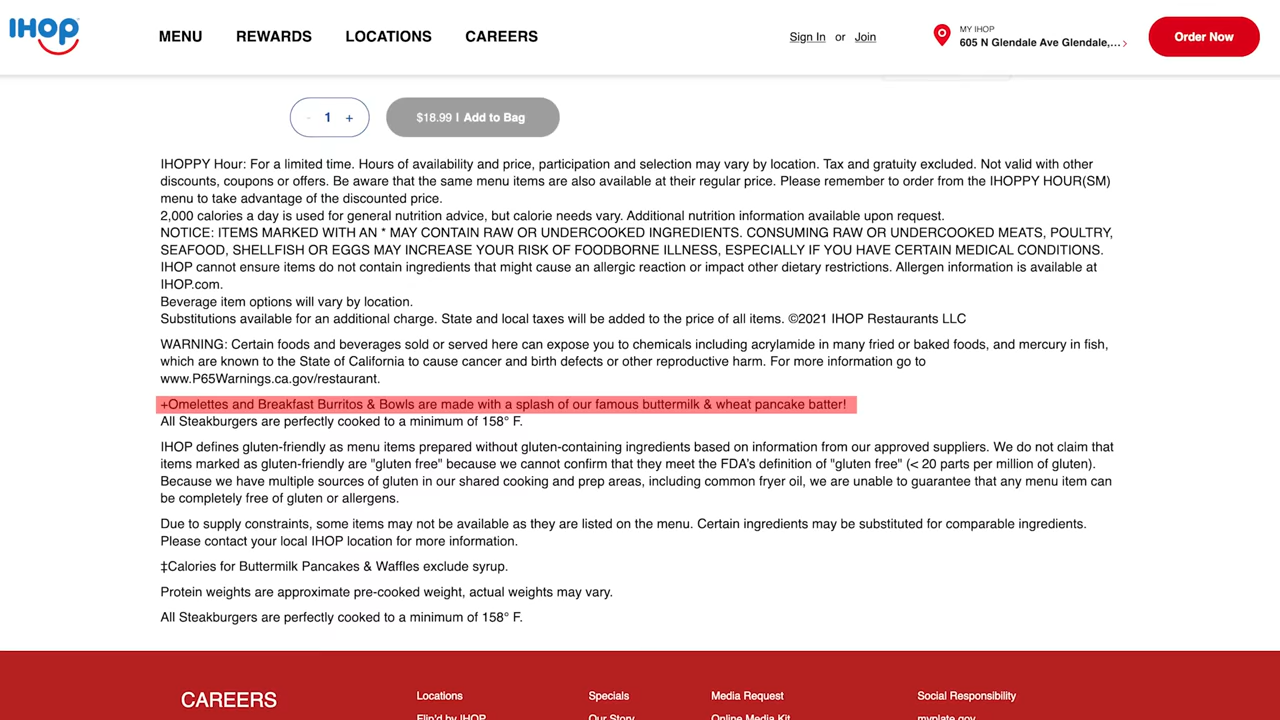 IHOP
MENU REWARDS LOCATIONS CAREERS
Sign In or Join
MY IHOP
605 N Glendale Ave Glendale,...
Order Now
- 1 +
$18.99 | Add to Bag
IHOPPY Hour: For a limited time. Hours of availability and price, participation and selection may vary by location. Tax and gratuity excluded. Not valid with other
discounts, coupons or offers. Be aware that the same menu items are also available at their regular price. Please remember to order from the IHOPPY HOUR(SM)
menu to take advantage of the discounted price.
2,000 calories a day is used for general nutrition advice, but calorie needs vary. Additional nutrition information available upon request.
NOTICE: ITEMS MARKED WITH AN * MAY CONTAIN RAW OR UNDERCOOKED INGREDIENTS. CONSUMING RAW OR UNDERCOOKED MEATS, POULTRY,
SEAFOOD, SHELLFISH OR EGGS MAY INCREASE YOUR RISK OF FOODBORNE ILLNESS, ESPECIALLY IF YOU HAVE CERTAIN MEDICAL CONDITIONS.
IHOP cannot ensure items do not contain ingredients that might cause an allergic reaction or impact other dietary restrictions. Allergen information is available at
IHOP.com.
Beverage item options will vary by location.
Substitutions available for an additional charge. State and local taxes will be added to the price of all items. ©2021 IHOP Restaurants LLC
WARNING: Certain foods and beverages sold or served here can expose you to chemicals including acrylamide in many fried or baked foods, and mercury in fish,
which are known to the State of California to cause cancer and birth defects or other reproductive harm. For more information go to
www.P65Warnings.ca.gov/restaurant.
+Omelettes and Breakfast Burritos & Bowls are made with a splash of our famous buttermilk & wheat pancake batter!
All Steakburgers are perfectly cooked to a minimum of 158° F.
IHOP defines gluten-friendly as menu items prepared without gluten-containing ingredients based on information from our approved suppliers. We do not claim that
items marked as gluten-friendly are "gluten free" because we cannot confirm that they meet the FDA's definition of "gluten free" (< 20 parts per million of gluten).
Because we have multiple sources of gluten in our shared cooking and prep areas, including common fryer oil, we are unable to guarantee that any menu item can
be completely free of gluten or allergens.
Due to supply constraints, some items may not be available as they are listed on the menu. Certain ingredients may be substituted for comparable ingredients.
Please contact your local IHOP location for more information.
‡Calories for Buttermilk Pancakes & Waffles exclude syrup.
Protein weights are approximate pre-cooked weight, actual weights may vary.
All Steakburgers are perfectly cooked to a minimum of 158° F.
CAREERS Locations Specials Media Request Social Responsibility
Flip'd by IHOP Our Story Online Media Kit myplate.gov